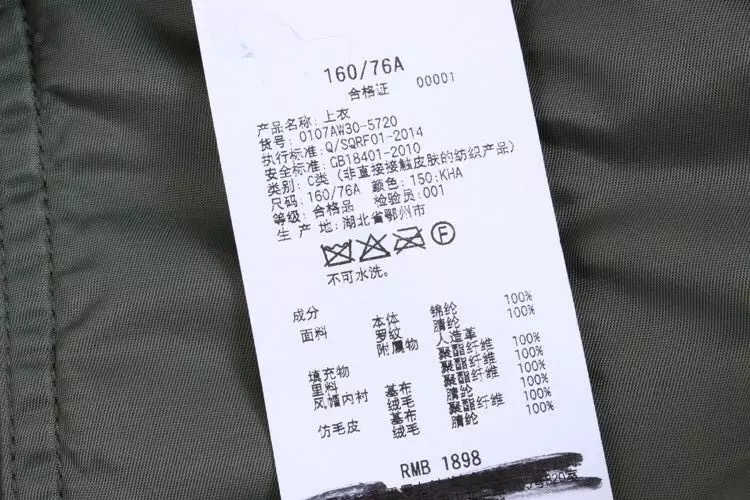 160/76A
合格证 00001
产品名称:上衣
货号:0107AW30-5720
执行标准:Q/SQRF01-2014
安全标准:GB18401-2010
类别:C类(非直接接触皮肤的纺织产品)
尺码:160/76A 颜色:150:KHA
等级:合格品 检验员:001
生产地:湖北省鄂州市
F
不可水洗。
成分
面料 本体 锦纶 100%
罗纹 腈纶 100%
附属物 人造革 100%
填充物 聚酯纤维 100%
里料 聚酯纤维 100%
风帽内衬 基布 聚酯纤维 100%
绒毛 腈纶 100%
仿毛皮 基布 聚酯纤维 100%
绒毛 腈纶 100%
RMB 1898